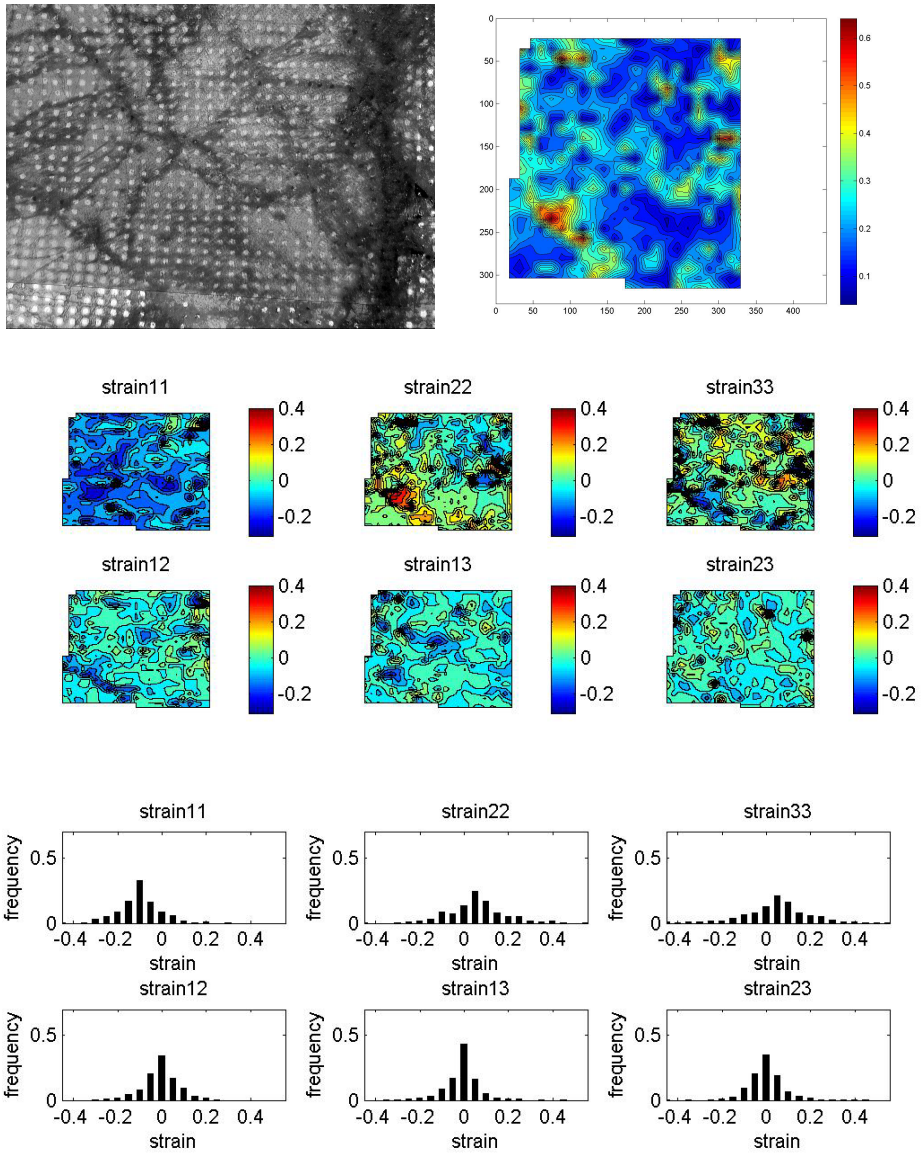 0
50
100
150
200
250
300
0 50 100 150 200 250 300 350 400
0.6
0.5
0.4
0.3
0.2
0.1
strain11 strain22 strain33
0.4 0.4 0.4
0.2 0.2 0.2
0 0 0
-0.2 -0.2 -0.2
strain12 strain13 strain23
0.4 0.4 0.4
0.2 0.2 0.2
0 0 0
-0.2 -0.2 -0.2
strain11 strain22 strain33
frequency frequency frequency
0.5 0.5 0.5
0 0 0
-0.4 -0.2 0 0.2 0.4 -0.4 -0.2 0 0.2 0.4 -0.4 -0.2 0 0.2 0.4
strain strain strain
strain12 strain13 strain23
frequency frequency frequency
0.5 0.5 0.5
0 0 0
-0.4 -0.2 0 0.2 0.4 -0.4 -0.2 0 0.2 0.4 -0.4 -0.2 0 0.2 0.4
strain strain strain